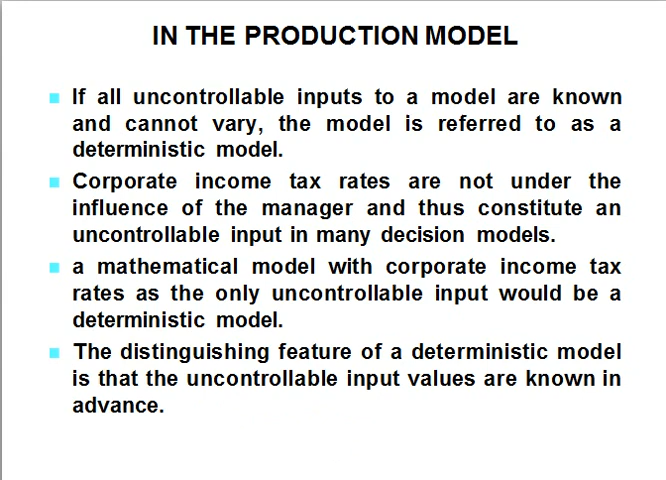 IN THE PRODUCTION MODEL
If all uncontrollable inputs to a model are known
and cannot vary, the model is referred to as a
deterministic model.
Corporate income tax rates are not under the
influence of the manager and thus constitute an
uncontrollable input in many decision models.
a mathematical model with corporate income tax
rates as the only uncontrollable input would be a
deterministic model.
The distinguishing feature of a deterministic model
is that the uncontrollable input values are known in
advance.